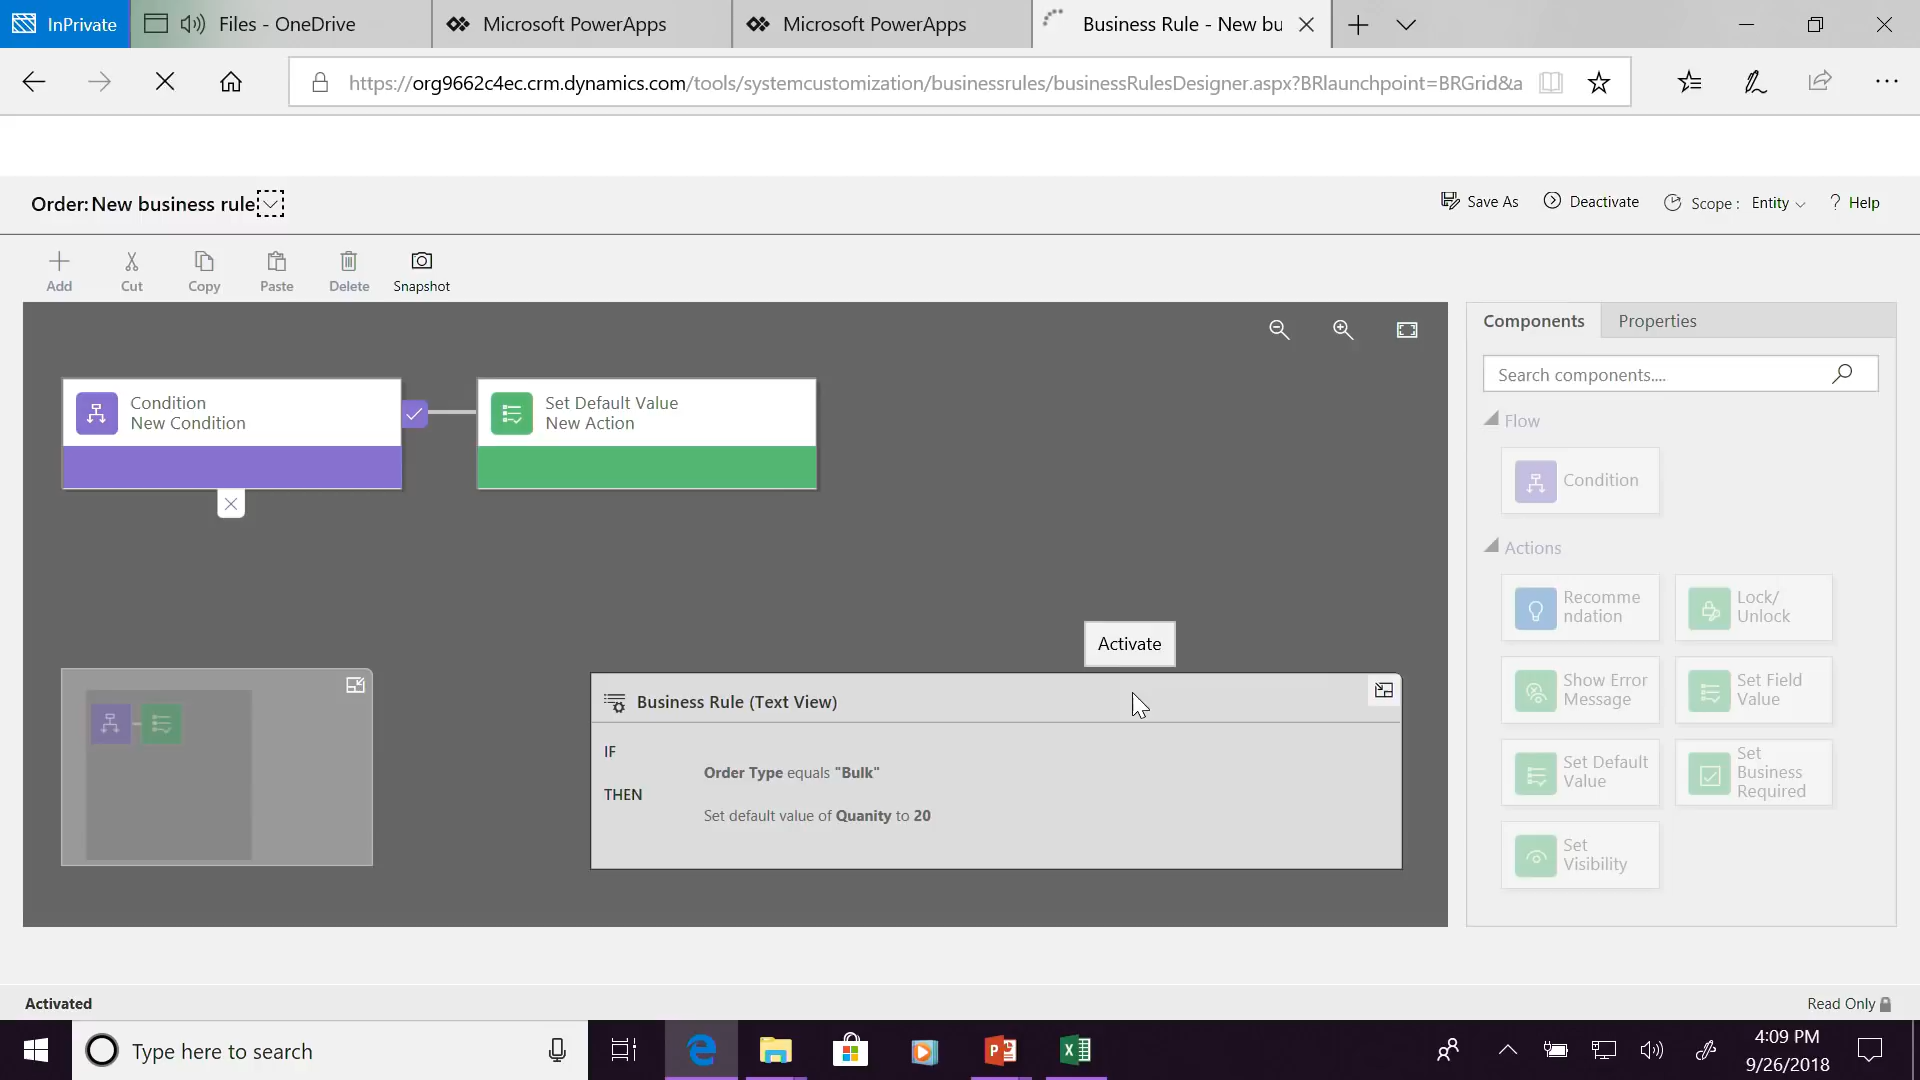 InPrivate
Files - OneDrive
Microsoft PowerApps
Microsoft PowerApps
Business Rule - New bu
https://org9662c4ec.crm.dynamics.com/tools/systemcustomization/businessrules/businessRulesDesigner.aspx?BRlaunchpoint=BRGrid&a
Order: New business rule
Save As
Deactivate
Scope :
Entity
? Help
Add
Cut
Copy
Paste
Delete
Snapshot
Condition
New Condition
Set Default Value
New Action
Activate
Business Rule (Text View)
IF
Order Type equals "Bulk"
THEN
Set default value of Quanity to 20
Components
Properties
Search components....
Flow
Condition
Actions
Recomme
ndation
Lock/
Unlock
Show Error
Message
Set Field
Value
Set Default
Value
Set
Business
Required
Set
Visibility
Activated
Read Only
Type here to search
4:09 PM
9/26/2018